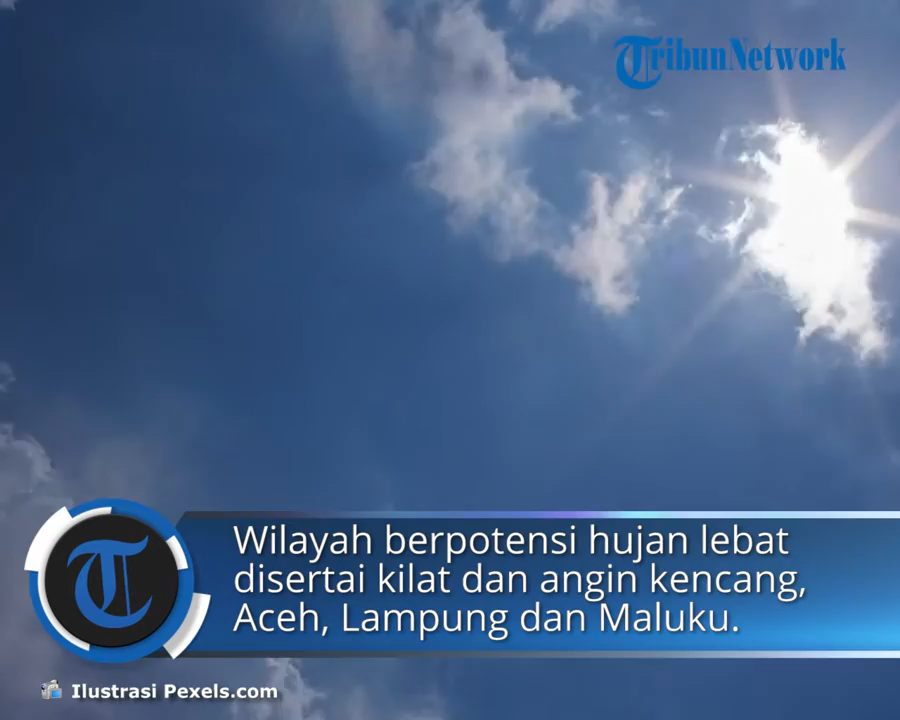 TribunNetwork
Wilayah berpotensi hujan lebat
disertai kilat dan angin kencang,
Aceh, Lampung dan Maluku.
T
Ilustrasi Pexels.com